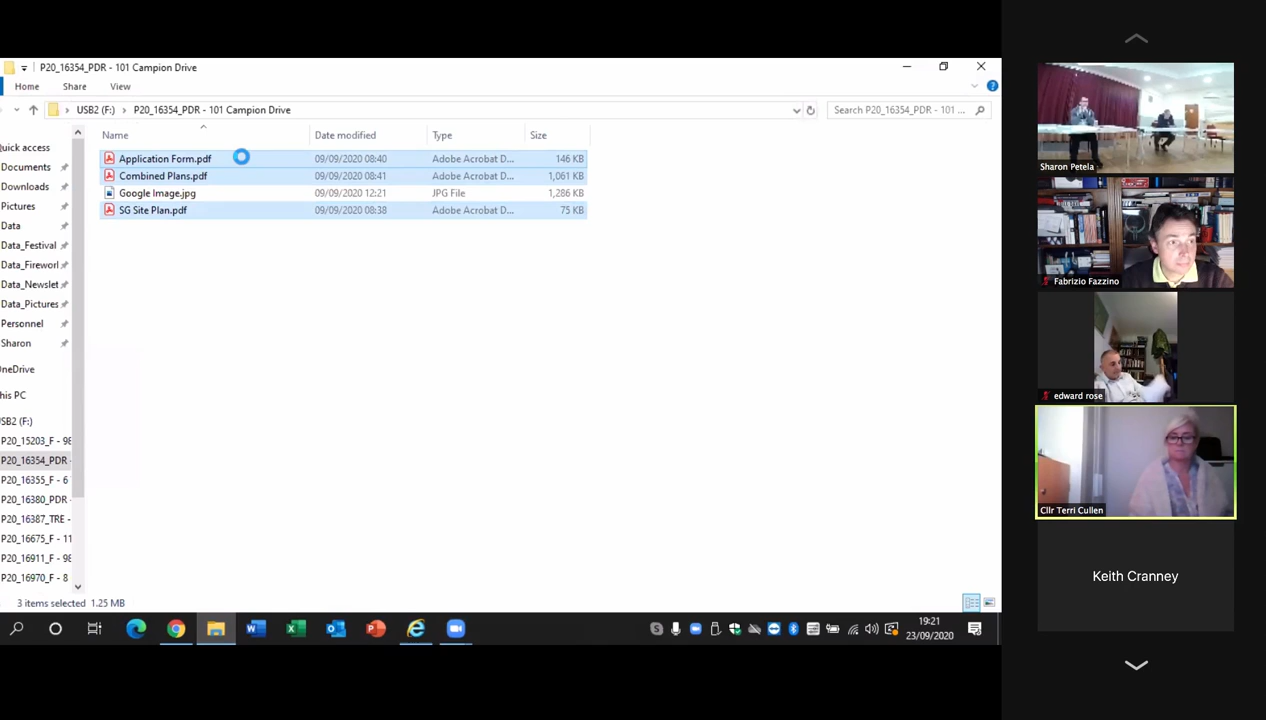 P20_16354_PDR - 101 Campion Drive
Home Share View
USB2 (F:) P20_16354_PDR - 101 Campion Drive
Search P20_16354_PDR - 101 ...
Name Date modified Type Size
Application Form.pdf 09/09/2020 08:40 Adobe Acrobat D... 146 KB
Combined Plans.pdf 09/09/2020 08:41 Adobe Acrobat D... 1,061 KB
Google Image.jpg 09/09/2020 12:21 JPG File 1,286 KB
SG Site Plan.pdf 09/09/2020 08:38 Adobe Acrobat D... 75 KB
uick access
Documents
Downloads
Pictures
Data
Data_Festival
Data_Firewor
Data_Newslet
Data_Pictures
Personnel
Sharon
neDrive
his PC
SB2 (F:)
P20_15203_F - 98
P20_16354_PDR -
P20_16355_F - 6
P20_16380_PDR -
P20_16387_TRE -
P20_16675_F - 11
P20_16911_F - 98
P20_16970_F - 8
3 items selected 1.25 MB
19:21
23/09/2020
Sharon Petela
Fabrizio Fazzino
edward rose
Cllr Terri Cullen
Keith Cranney